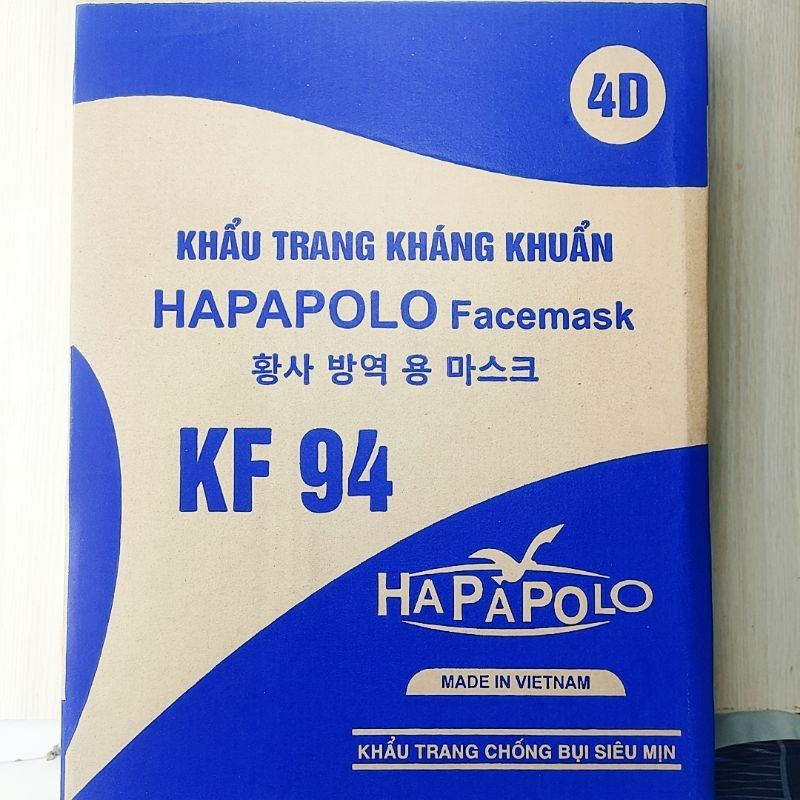 4D
KHẨU TRANG KHÁNG KHUẨN
HAPAPOLO Facemask
황사 방역 용 마스크
KF 94
HAPAPOLO
MADE IN VIETNAM
KHẨU TRANG CHỐNG BỤI SIÊU MỊN